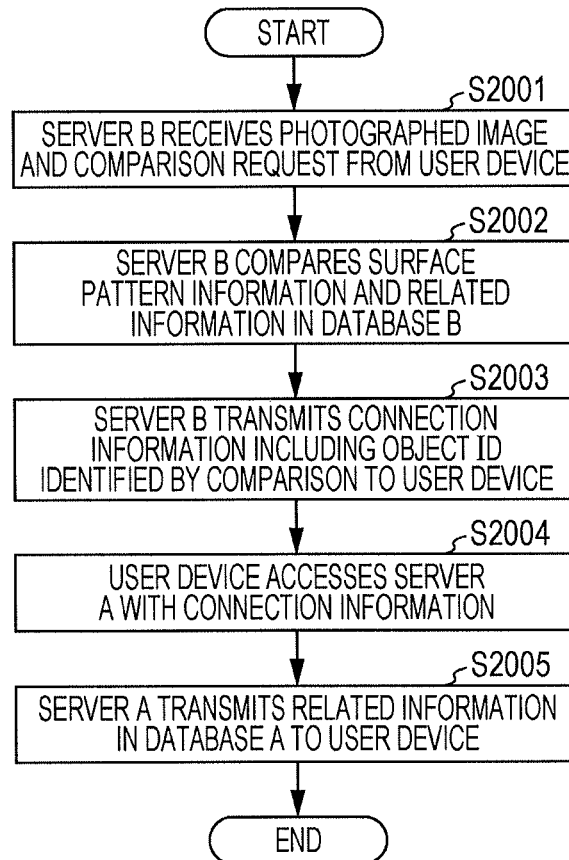 START
S2001
SERVER B RECEIVES PHOTOGRAPHED IMAGE
AND COMPARISON REQUEST FROM USER DEVICE
S2002
SERVER B COMPARES SURFACE
PATTERN INFORMATION AND RELATED
INFORMATION IN DATABASE B
S2003
SERVER B TRANSMITS CONNECTION
INFORMATION INCLUDING OBJECT ID
IDENTIFIED BY COMPARISON TO USER DEVICE
S2004
USER DEVICE ACCESSES SERVER
A WITH CONNECTION INFORMATION
S2005
SERVER A TRANSMITS RELATED INFORMATION
IN DATABASE A TO USER DEVICE
END